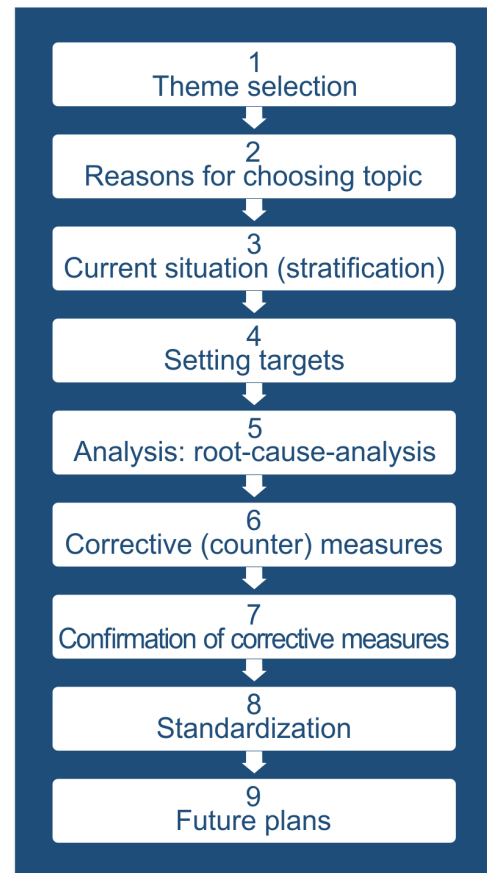 1
Theme selection
2
Reasons for choosing topic
3
Current situation (stratification)
4
Setting targets
5
Analysis: root-cause-analysis
6
Corrective (counter) measures
7
Confirmation of corrective measures
8
Standardization
9
Future plans